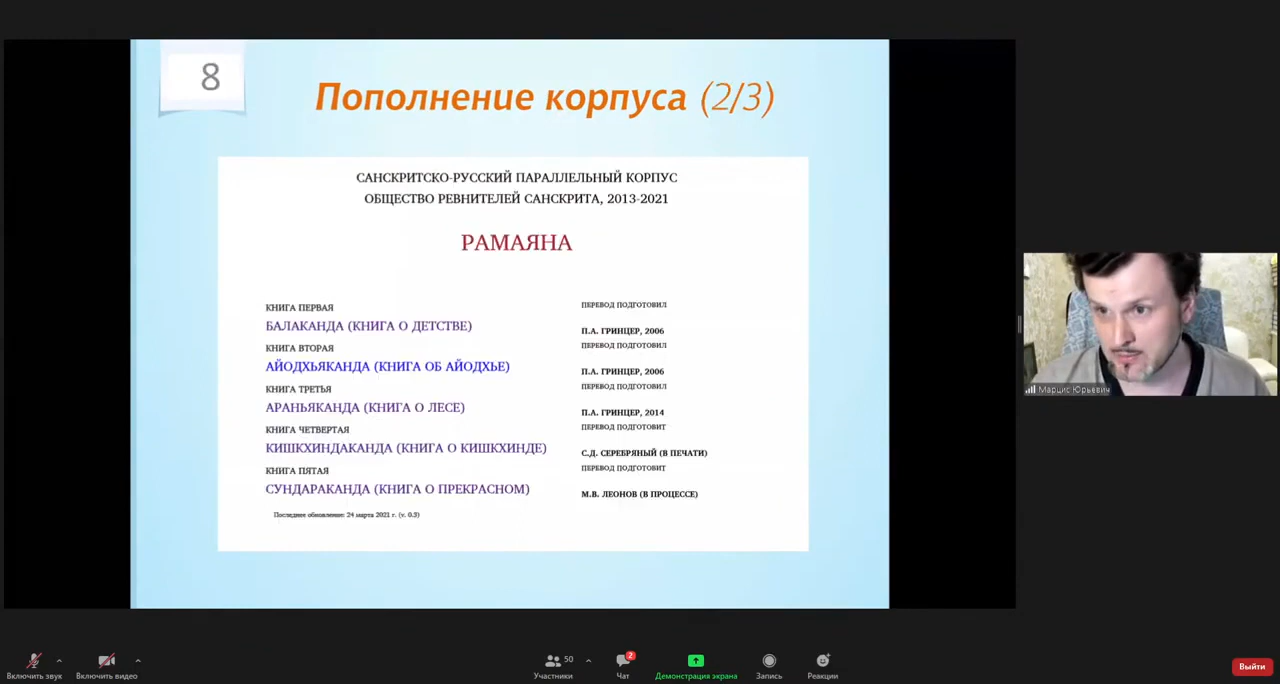 8
Пополнение корпуса (2/3)
САНСКРИТСКО-РУССКИЙ ПАРАЛЛЕЛЬНЫЙ КОРПУС
ОБЩЕСТВО РЕВНИТЕЛЕЙ САНСКРИТА, 2013-2021
РАМАЯНА
КНИГА ПЕРВАЯ
ПЕРЕВОД ПОДГОТОВИЛ
БАЛАКАНДА (КНИГА О ДЕТСТВЕ)
П.А. ГРИНЦЕР, 2006
КНИГА ВТОРАЯ
ПЕРЕВОД ПОДГОТОВИЛ
АЙОДХЬЯКАНДА (КНИГА ОБ АЙОДХЬЕ)
П.А. ГРИНЦЕР, 2006
КНИГА ТРЕТЬЯ
ПЕРЕВОД ПОДГОТОВИЛ
АРАНЬЯКАНДА (КНИГА О ЛЕСЕ)
П.А. ГРИНЦЕР, 2014
КНИГА ЧЕТВЕРТАЯ
ПЕРЕВОД ПОДГОТОВИТ
КИШКХИНДАКАНДА (КНИГА О КИШКХИНДЕ)
С.Д. СЕРЕБРЯНЫЙ (В ПЕЧАТИ)
КНИГА ПЯТАЯ
ПЕРЕВОД ПОДГОТОВИТ
СУНДАРАКАНДА (КНИГА О ПРЕКРАСНОМ)
М.В. ЛЕОНОВ (В ПРОЦЕССЕ)
Последнее обновление: 24 марта 2021 г. (v. 0.3)
Марцис Юрьевич
50
2
Включить звук
Включить видео
Участники
Чат
Демонстрация экрана
Запись
Реакции
Выйти